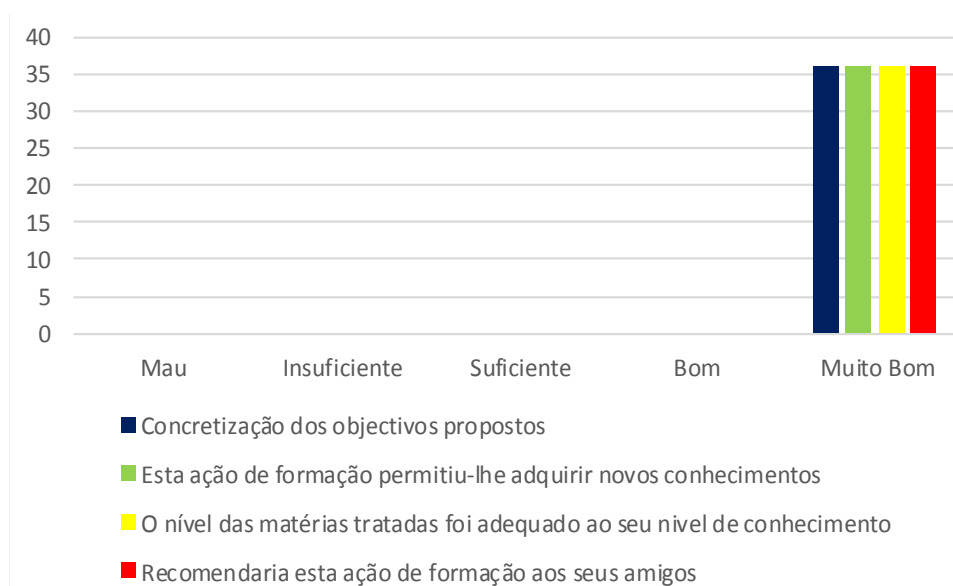 40
35
30
25
20
15
10
5
0
Mau Insuficiente Suficiente Bom Muito Bom
Concretização dos objectivos propostos
Esta ação de formação permitiu-lhe adquirir novos conhecimentos
O nível das matérias tratadas foi adequado ao seu nivel de conhecimento
Recomendaria esta ação de formação aos seus amigos